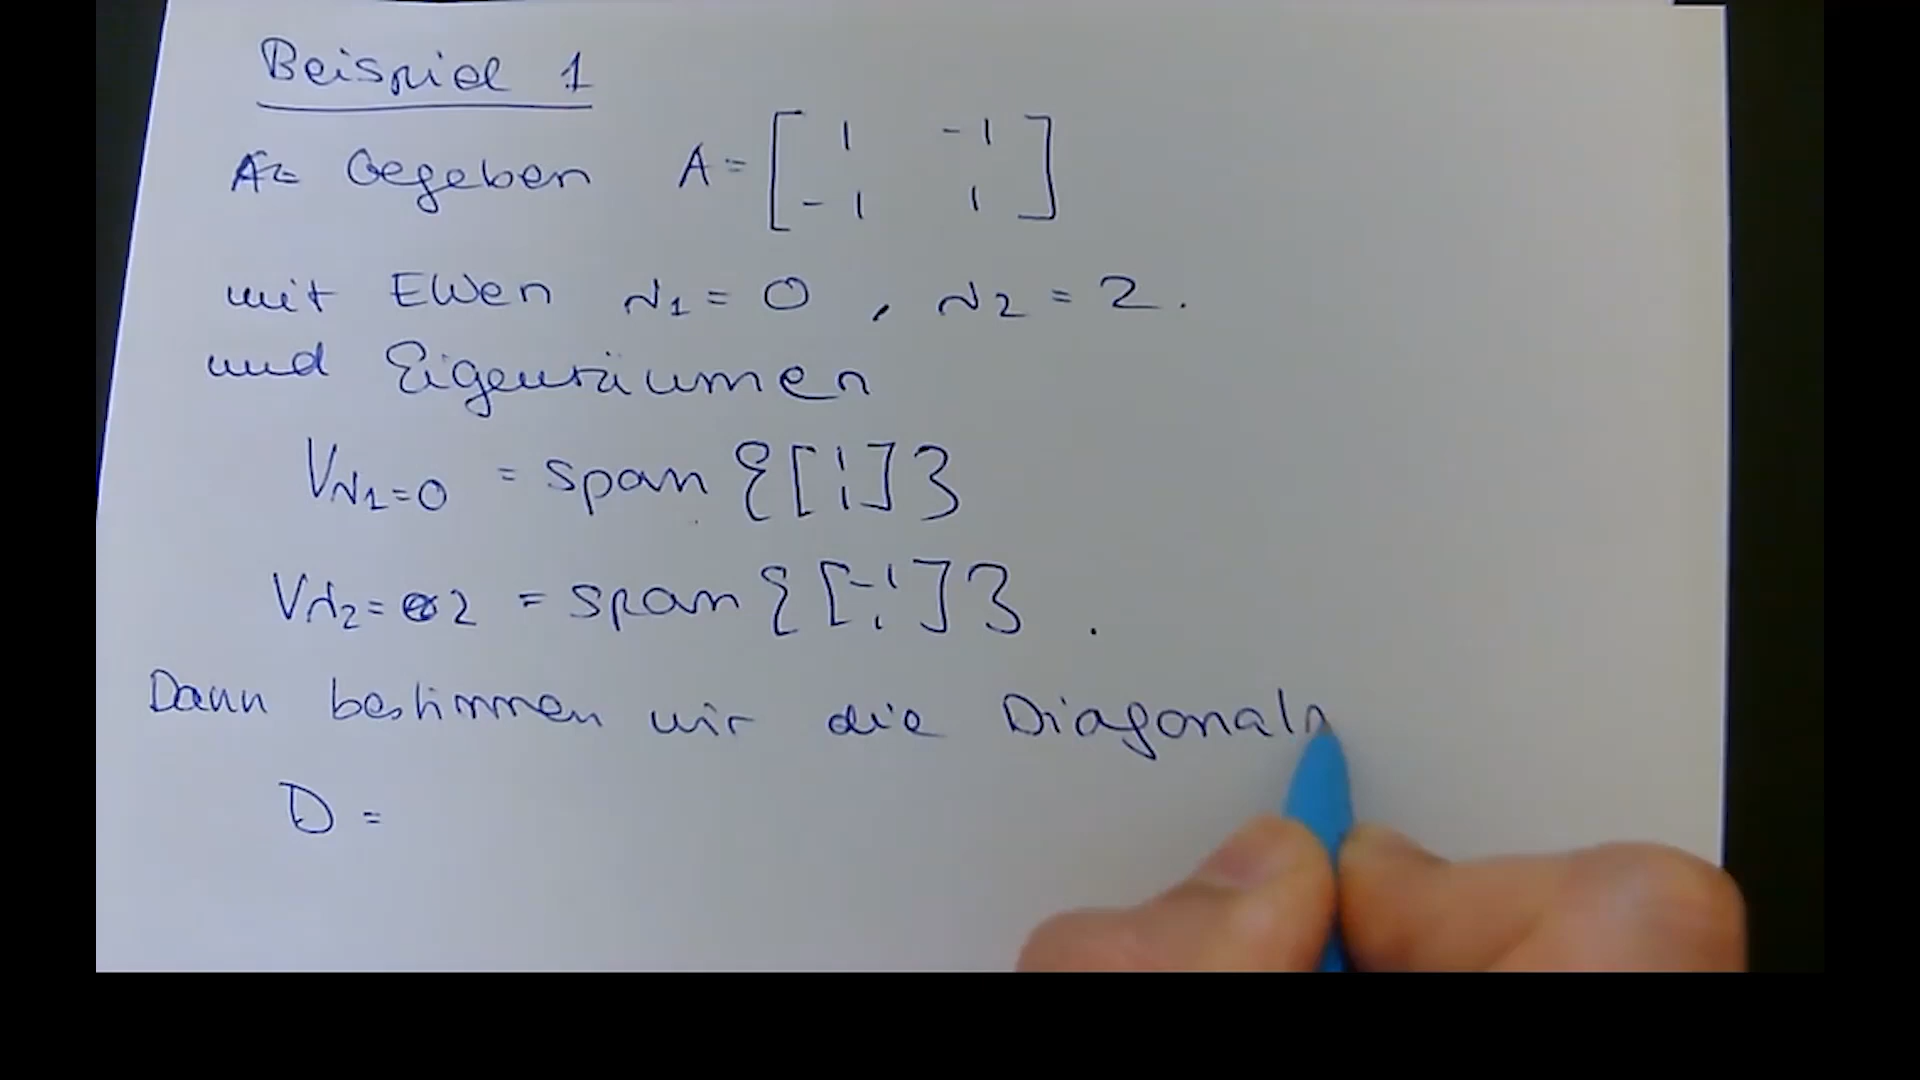 Beispiel 1
A= Gegeben A = [ 1 -1
-1 1 ]
mit EWen λ1 = 0 , λ2 = 2 .
und Eigenräumen
Vλ1=0 = span {[1 1]}
Vλ2=2 = span {[-1 1]} .
Dann bestimmen wir die Diagonal
D =